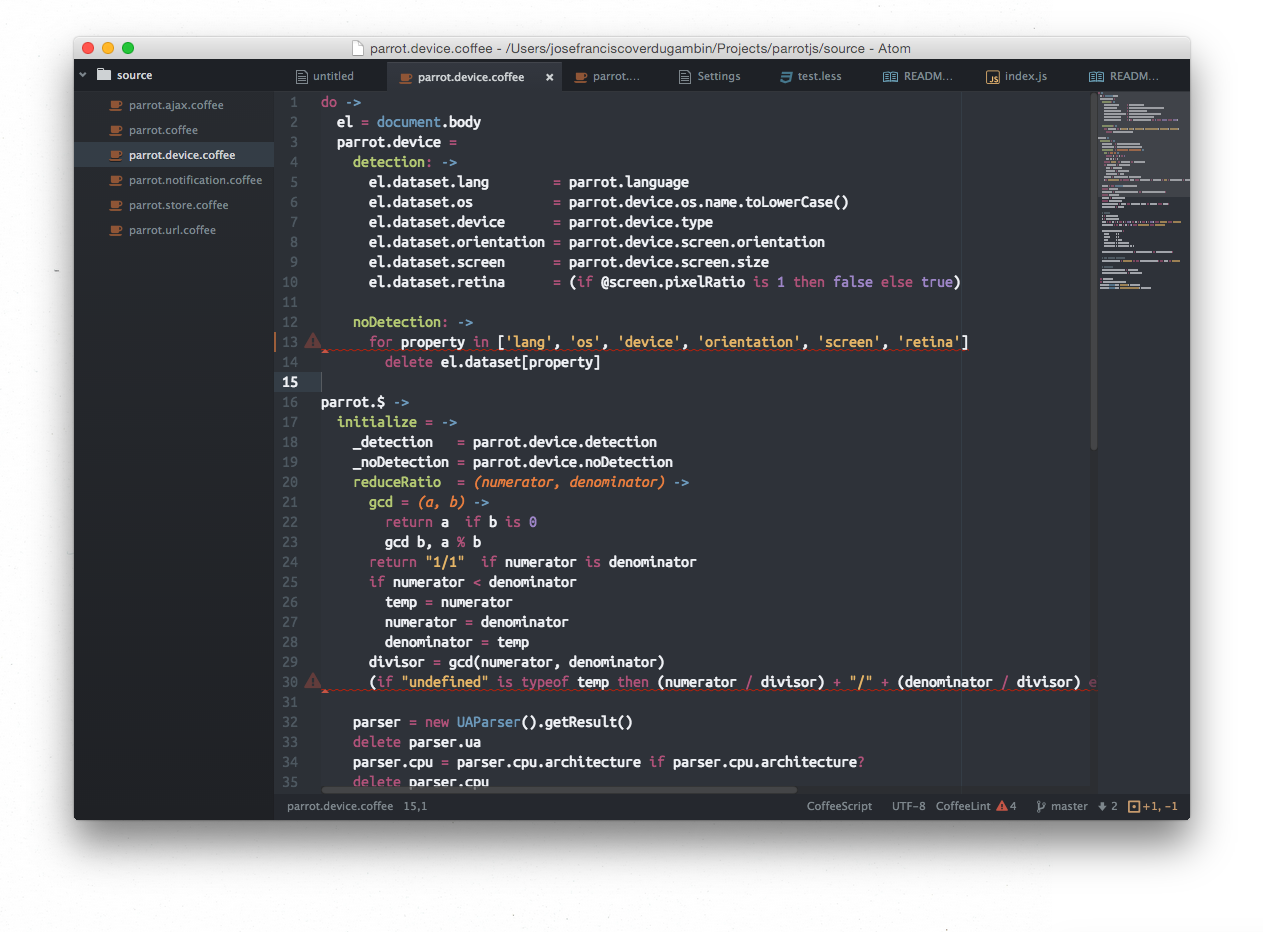 parrot.device.coffee - /Users/josefranciscoverdugambin/Projects/parrotjs/source - Atom
source
untitled
parrot.device.coffee
parrot....
Settings
test.less
READM...
index.js
READM...
parrot.ajax.coffee
parrot.coffee
parrot.device.coffee
parrot.notification.coffee
parrot.store.coffee
parrot.url.coffee
1 do ->
2   el = document.body
3   parrot.device =
4     detection: ->
5       el.dataset.lang        = parrot.language
6       el.dataset.os          = parrot.device.os.name.toLowerCase()
7       el.dataset.device      = parrot.device.type
8       el.dataset.orientation = parrot.device.screen.orientation
9       el.dataset.screen      = parrot.device.screen.size
10       el.dataset.retina      = (if @screen.pixelRatio is 1 then false else true)
11
12     noDetection: ->
13       for property in ['lang', 'os', 'device', 'orientation', 'screen', 'retina']
14         delete el.dataset[property]
15
16 parrot.$ ->
17   initialize = ->
18     _detection   = parrot.device.detection
19     _noDetection = parrot.device.noDetection
20     reduceRatio  = (numerator, denominator) ->
21       gcd = (a, b) ->
22         return a  if b is 0
23         gcd b, a % b
24       return "1/1"  if numerator is denominator
25       if numerator < denominator
26         temp = numerator
27         numerator = denominator
28         denominator = temp
29       divisor = gcd(numerator, denominator)
30       (if "undefined" is typeof temp then (numerator / divisor) + "/" + (denominator / divisor) e
31
32     parser = new UAParser().getResult()
33     delete parser.ua
34     parser.cpu = parser.cpu.architecture if parser.cpu.architecture?
35     delete parser.cpu
parrot.device.coffee 15,1
CoffeeScript UTF-8 CoffeeLint 4 master 2 +1, -1